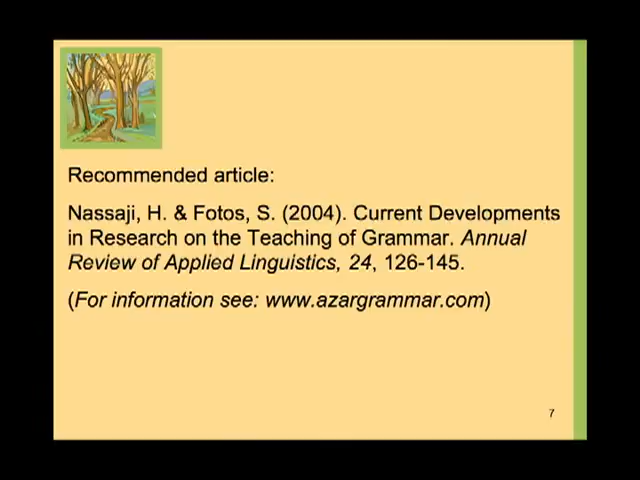 Recommended article:
Nassaji, H. & Fotos, S. (2004). Current Developments
in Research on the Teaching of Grammar. Annual
Review of Applied Linguistics, 24, 126-145.
(For information see: www.azargrammar.com)
7